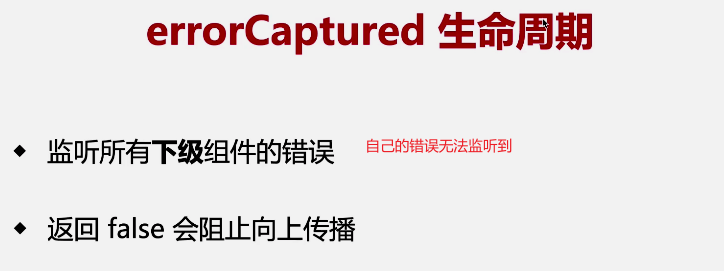 errorCaptured 生命周期
监听所有下级组件的错误 自己的错误无法监听到
返回 false 会阻止向上传播